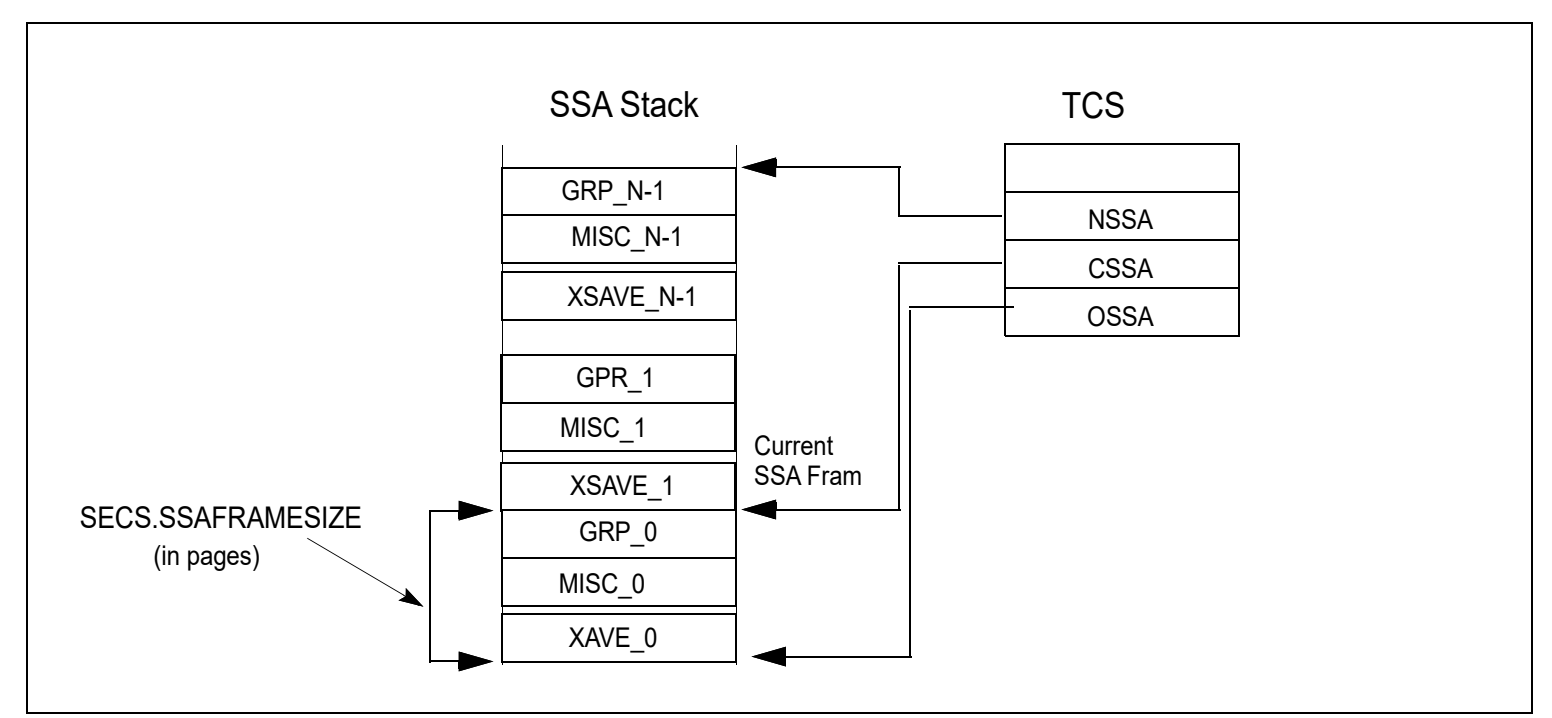 SSA Stack
TCS
GRP_N-1
MISC_N-1
XSAVE_N-1
GPR_1
MISC_1
XSAVE_1
GRP_0
MISC_0
XAVE_0
NSSA
CSSA
OSSA
Current
SSA Fram
SECS.SSAFRAMESIZE
(in pages)